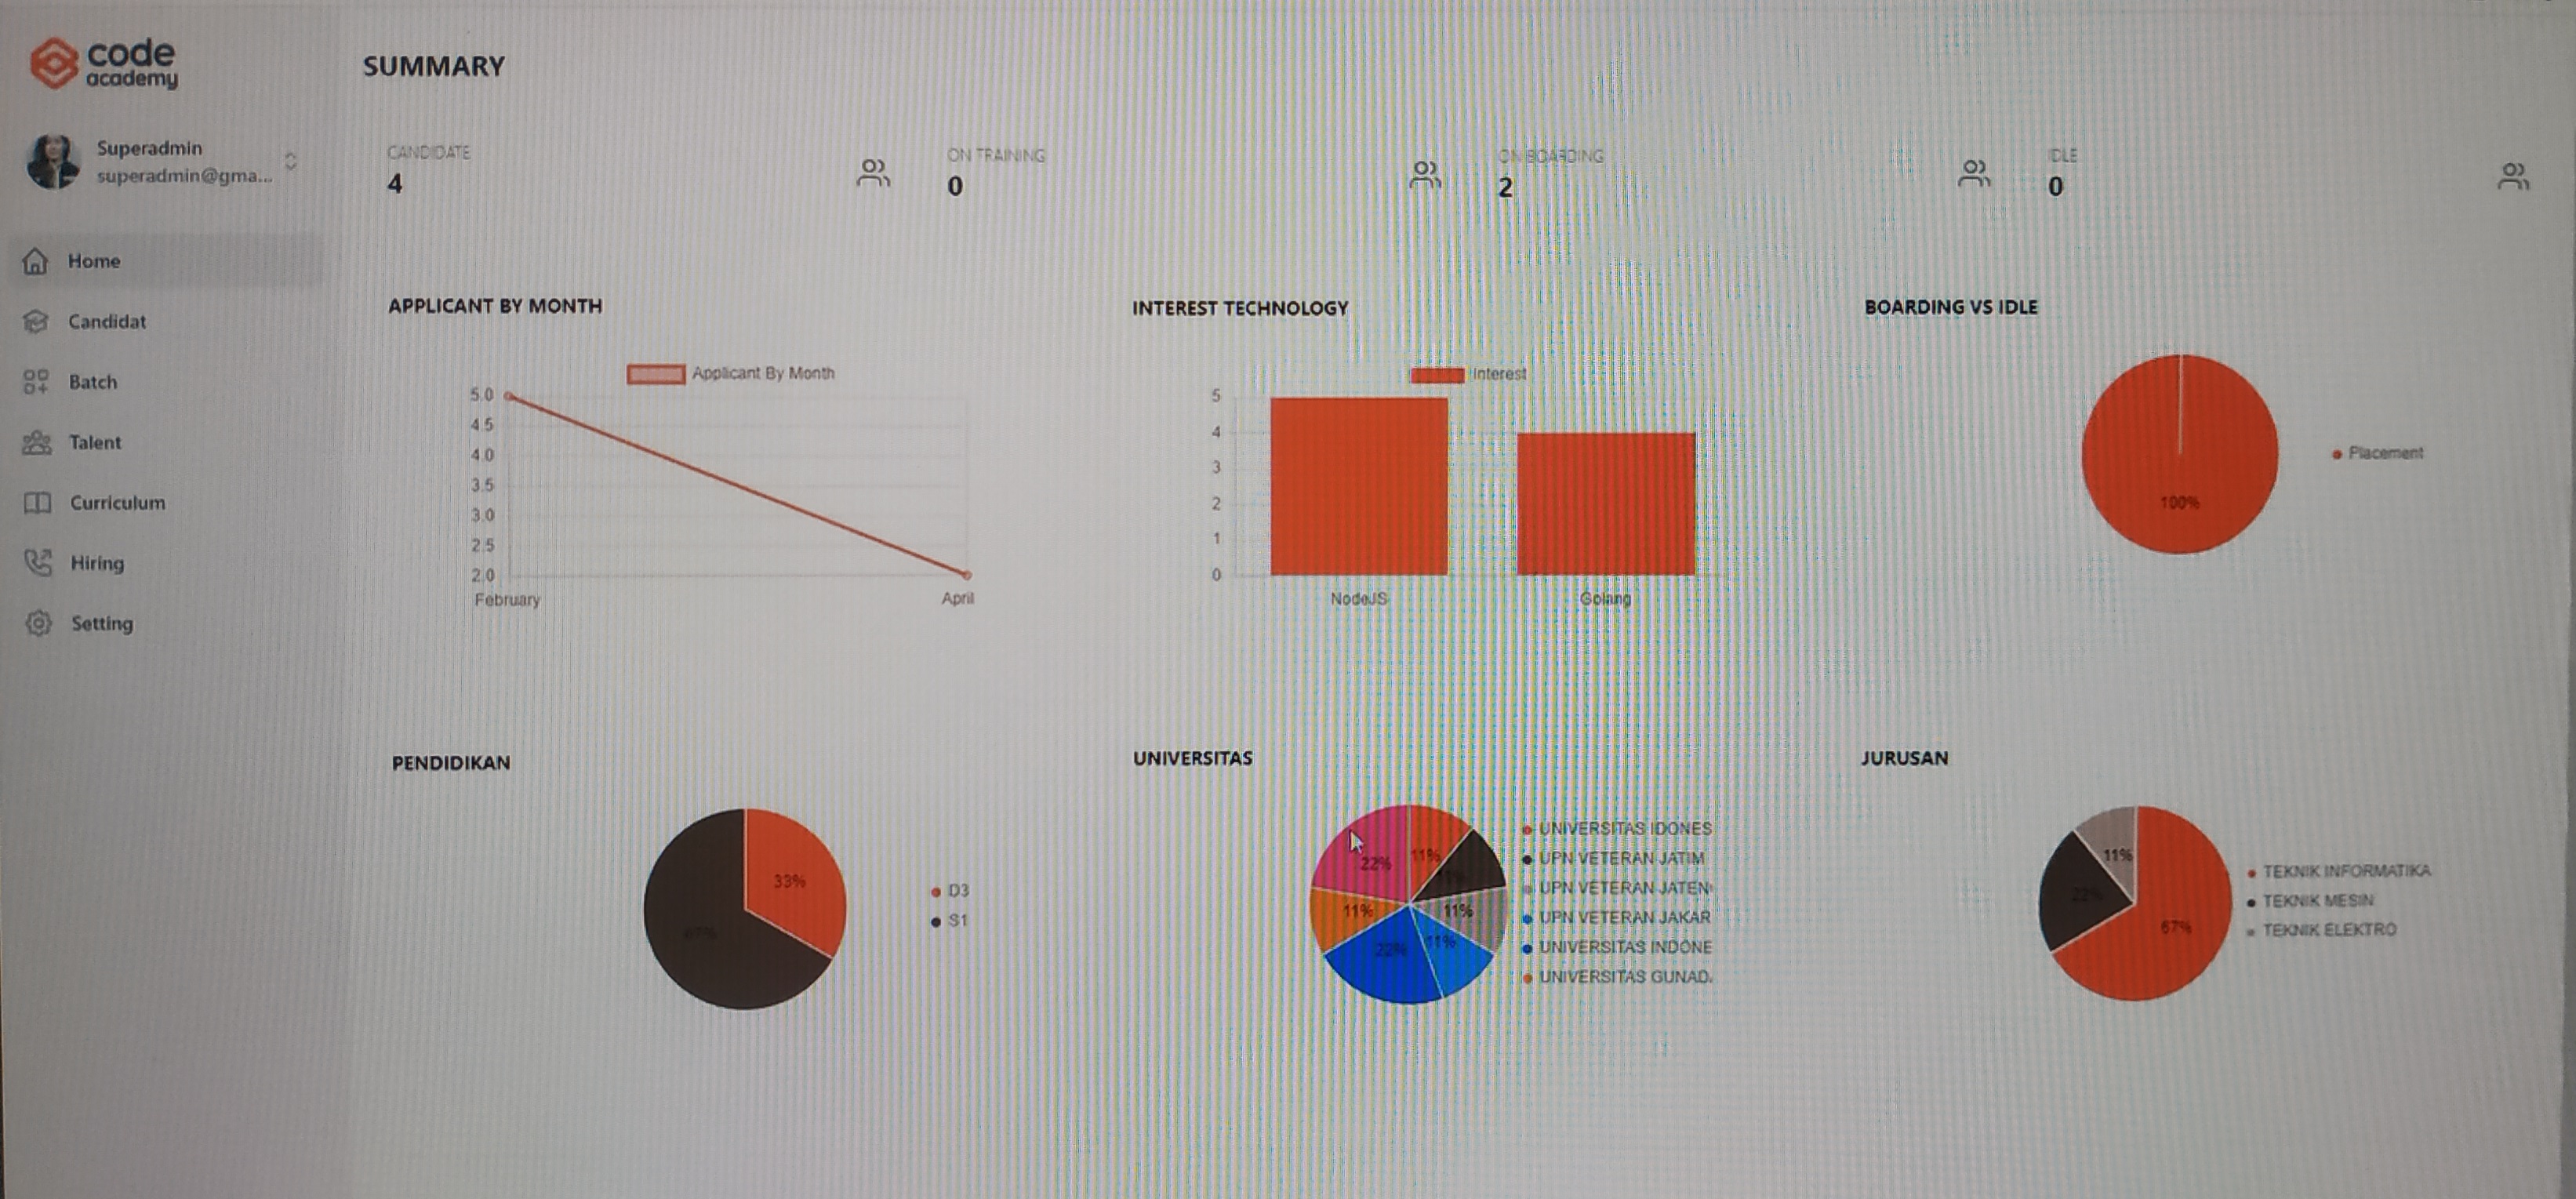 code
academy
SUMMARY
Superadmin
superadmin@gma...
CANDIDATE
4
ON TRAINING
0
ON BOARDING
2
IDLE
0
Home
Candidat
Batch
Talent
Curriculum
Hiring
Setting
APPLICANT BY MONTH
Applicant By Month
5.0
4.5
4.0
3.5
3.0
2.5
2.0
February
April
INTEREST TECHNOLOGY
Interest
5
4
3
2
1
0
NodeJS
Golang
BOARDING VS IDLE
100%
Placement
PENDIDIKAN
33%
67%
D3
S1
UNIVERSITAS
22%
11%
11%
11%
11%
22%
11%
UNIVERSITAS IDONES
UPN VETERAN JATIM
UPN VETERAN JATEN
UPN VETERAN JAKAR
UNIVERSITAS INDONE
UNIVERSITAS GUNAD
JURUSAN
11%
22%
67%
TEKNIK INFORMATIKA
TEKNIK MESIN
TEKNIK ELEKTRO